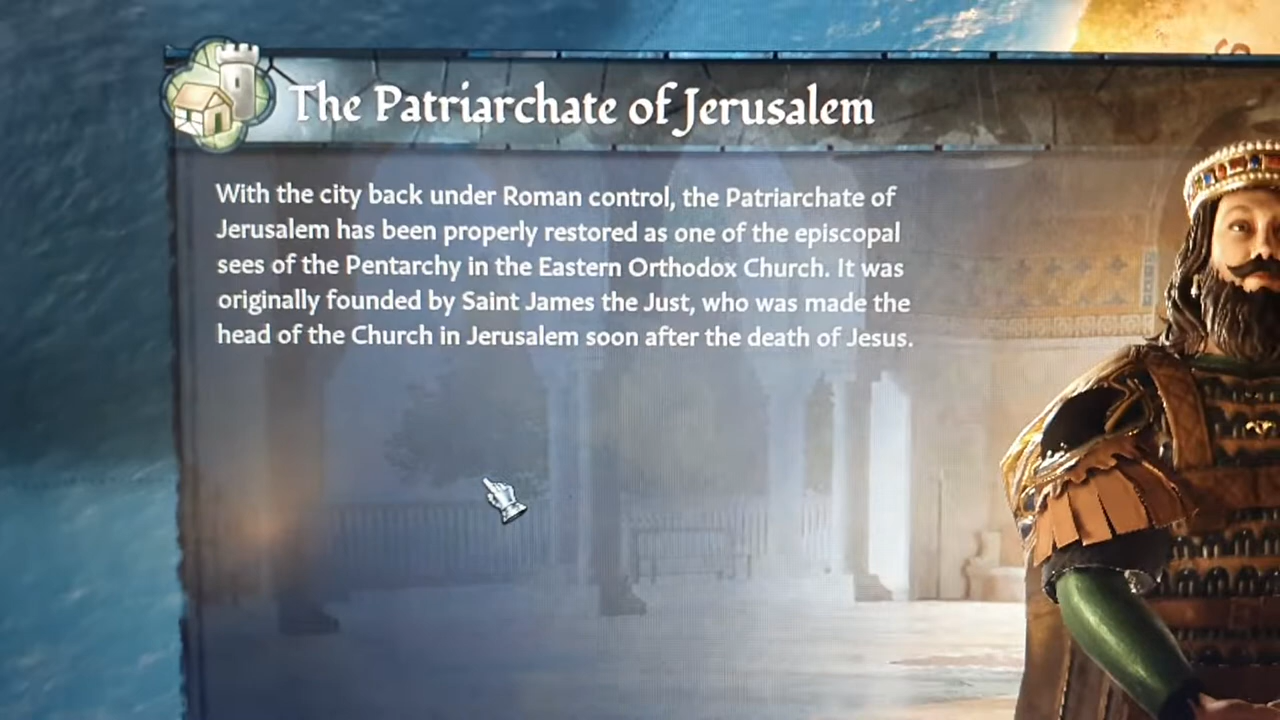 The Patriarchate of Jerusalem
With the city back under Roman control, the Patriarchate of
Jerusalem has been properly restored as one of the episcopal
sees of the Pentarchy in the Eastern Orthodox Church. It was
originally founded by Saint James the Just, who was made the
head of the Church in Jerusalem soon after the death of Jesus.